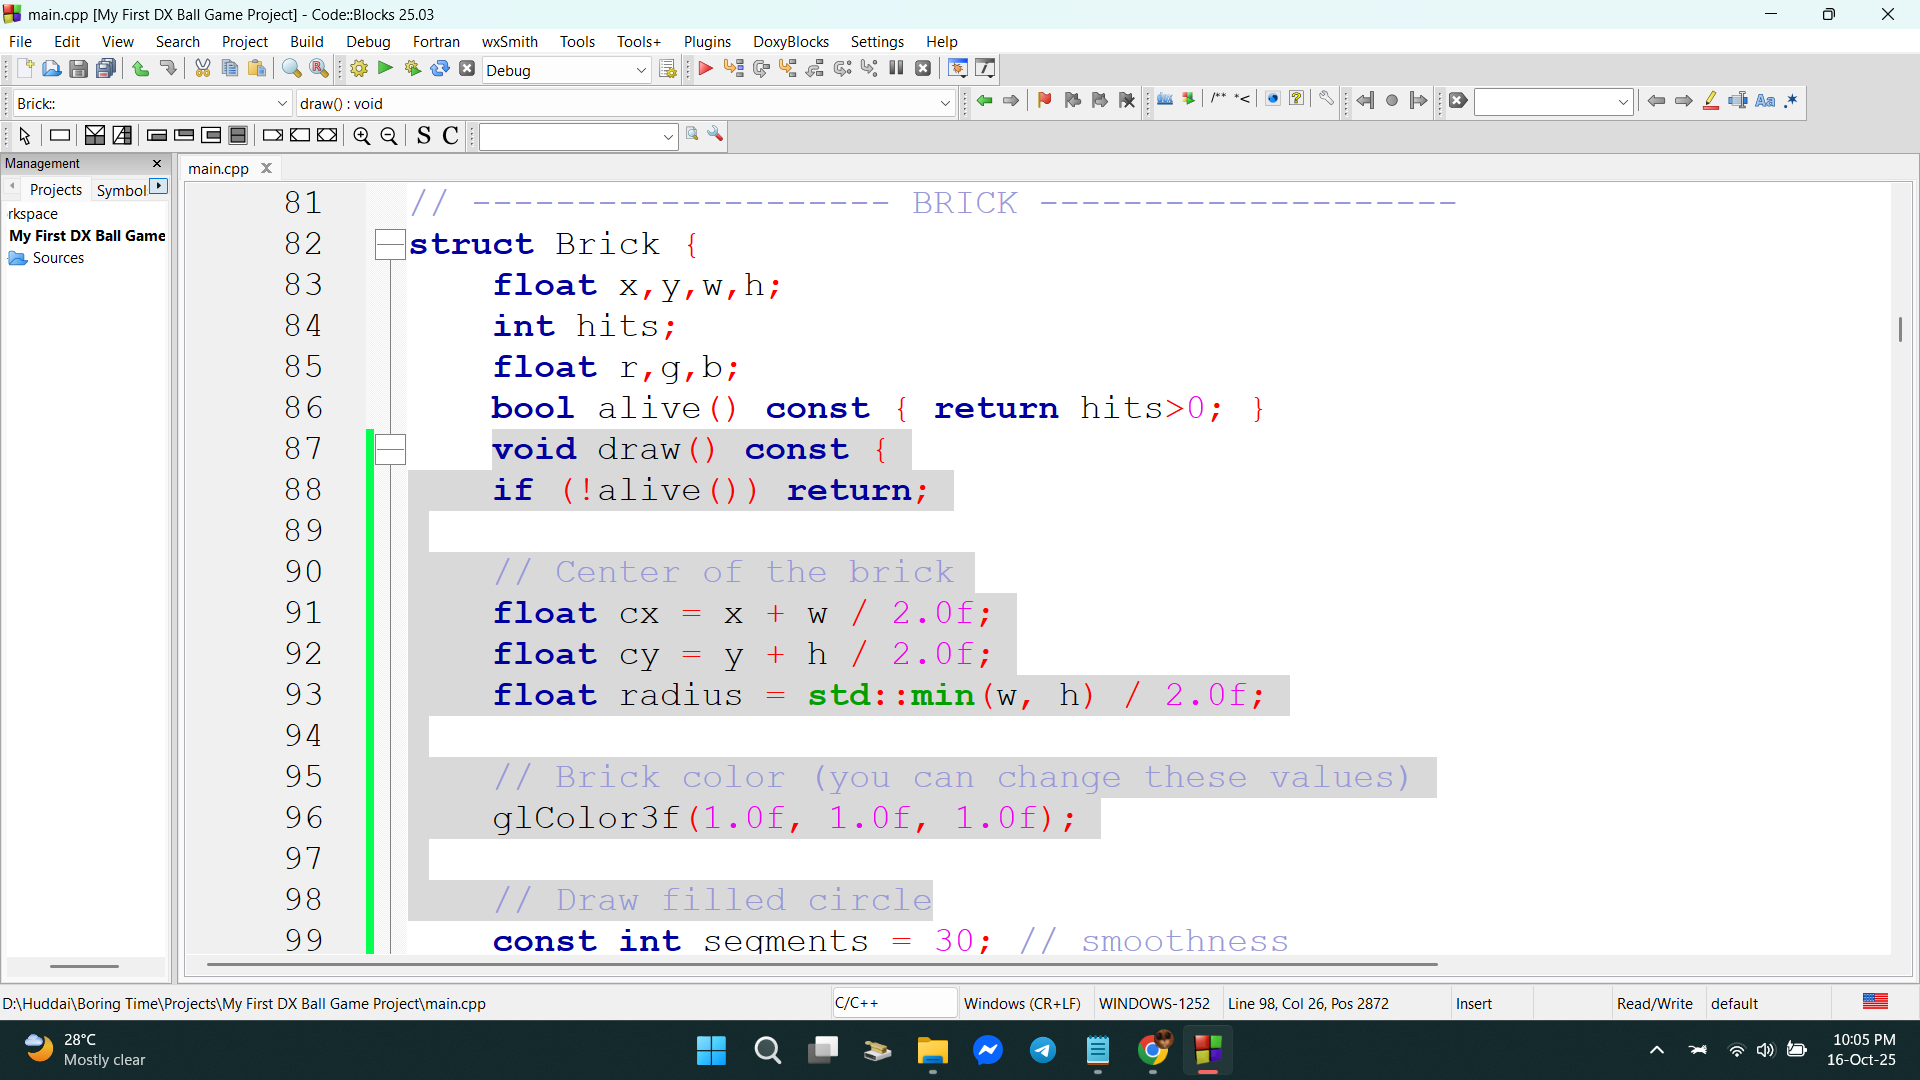 main.cpp [My First DX Ball Game Project] - Code::Blocks 25.03
File Edit View Search Project Build Debug Fortran wxSmith Tools Tools+ Plugins DoxyBlocks Settings Help
Debug
Brick:: draw() : void
/** *<
Aa .*
S C
Management
Projects Symbol
main.cpp
rkspace
My First DX Ball Game
Sources
81 // -------------------- BRICK --------------------
82 struct Brick {
83 float x,y,w,h;
84 int hits;
85 float r,g,b;
86 bool alive() const { return hits>0; }
87 void draw() const {
88 if (!alive()) return;
89
90 // Center of the brick
91 float cx = x + w / 2.0f;
92 float cy = y + h / 2.0f;
93 float radius = std::min(w, h) / 2.0f;
94
95 // Brick color (you can change these values)
96 glColor3f(1.0f, 1.0f, 1.0f);
97
98 // Draw filled circle
99 const int segments = 30; // smoothness
D:\Huddai\Boring Time\Projects\My First DX Ball Game Project\main.cpp C/C++ Windows (CR+LF) WINDOWS-1252 Line 98, Col 26, Pos 2872 Insert Read/Write default
28°C
Mostly clear
10:05 PM
16-Oct-25